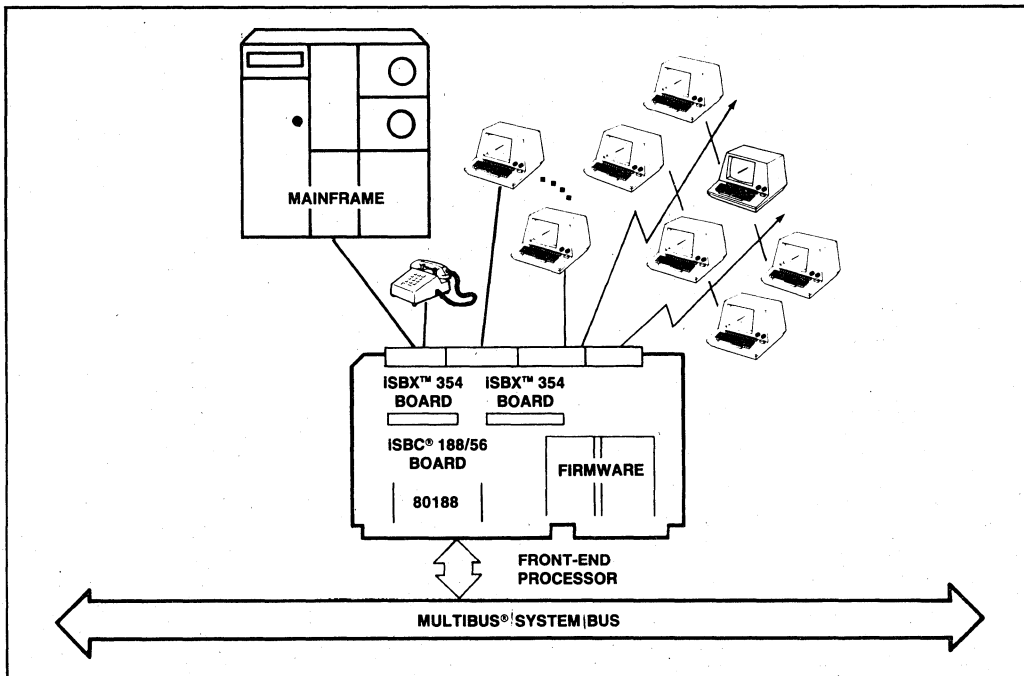 MAINFRAME
iSBX™ 354
BOARD
iSBX™ 354
BOARD
iSBC® 188/56
BOARD
FIRMWARE
80188
FRONT-END
PROCESSOR
MULTIBUS® SYSTEM BUS